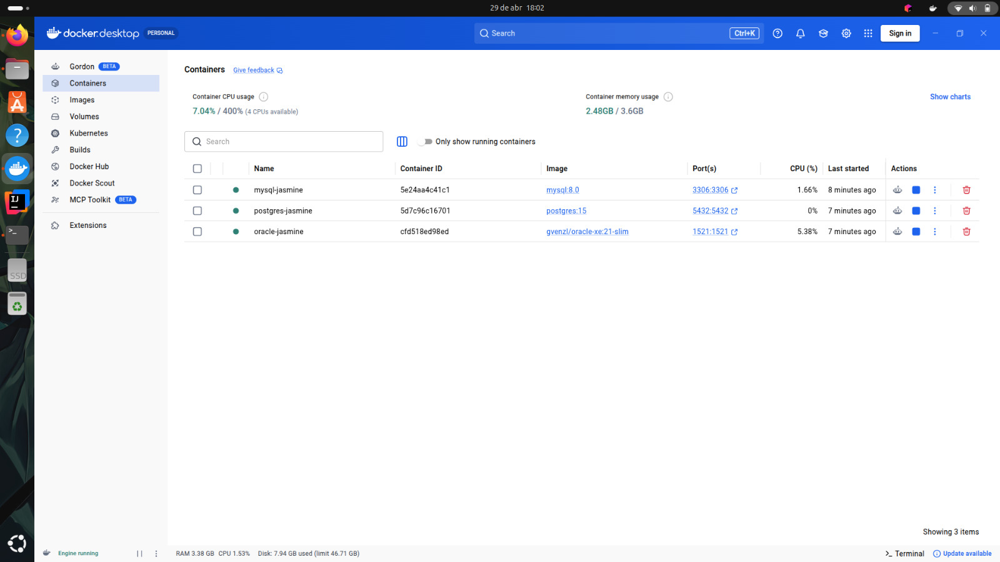 29 de abr 18:02
docker.desktop PERSONAL
Search Ctrl+K Sign in
Gordon BETA
Containers
Images
Volumes
Kubernetes
Builds
Docker Hub
Docker Scout
MCP Toolkit BETA
Extensions
Containers Give feedback
Container CPU usage
7.04% / 400% (4 CPUs available)
Container memory usage
2.48GB / 3.6GB
Show charts
Search
Only show running containers
Name Container ID Image Port(s) CPU (%) Last started Actions
mysql-jasmine 5e24aa4c41c1 mysql:8.0 3306:3306 1.66% 8 minutes ago
postgres-jasmine 5d7c96c16701 postgres:15 5432:5432 0% 7 minutes ago
oracle-jasmine cfd518ed98ed gvenzl/oracle-xe:21-slim 1521:1521 5.38% 7 minutes ago
Showing 3 items
SSD
IJ
Engine running
RAM 3.38 GB CPU 1.53% Disk: 7.94 GB used (limit 46.71 GB)
>_ Terminal
Update available